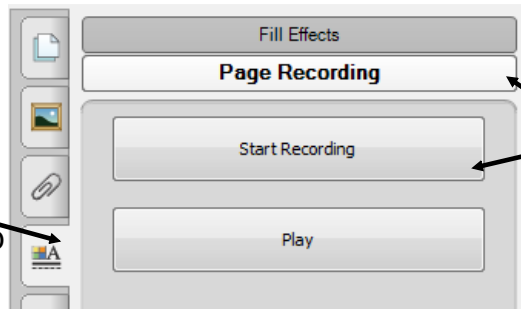 Fill Effects
Page Recording
Start Recording
Play
A